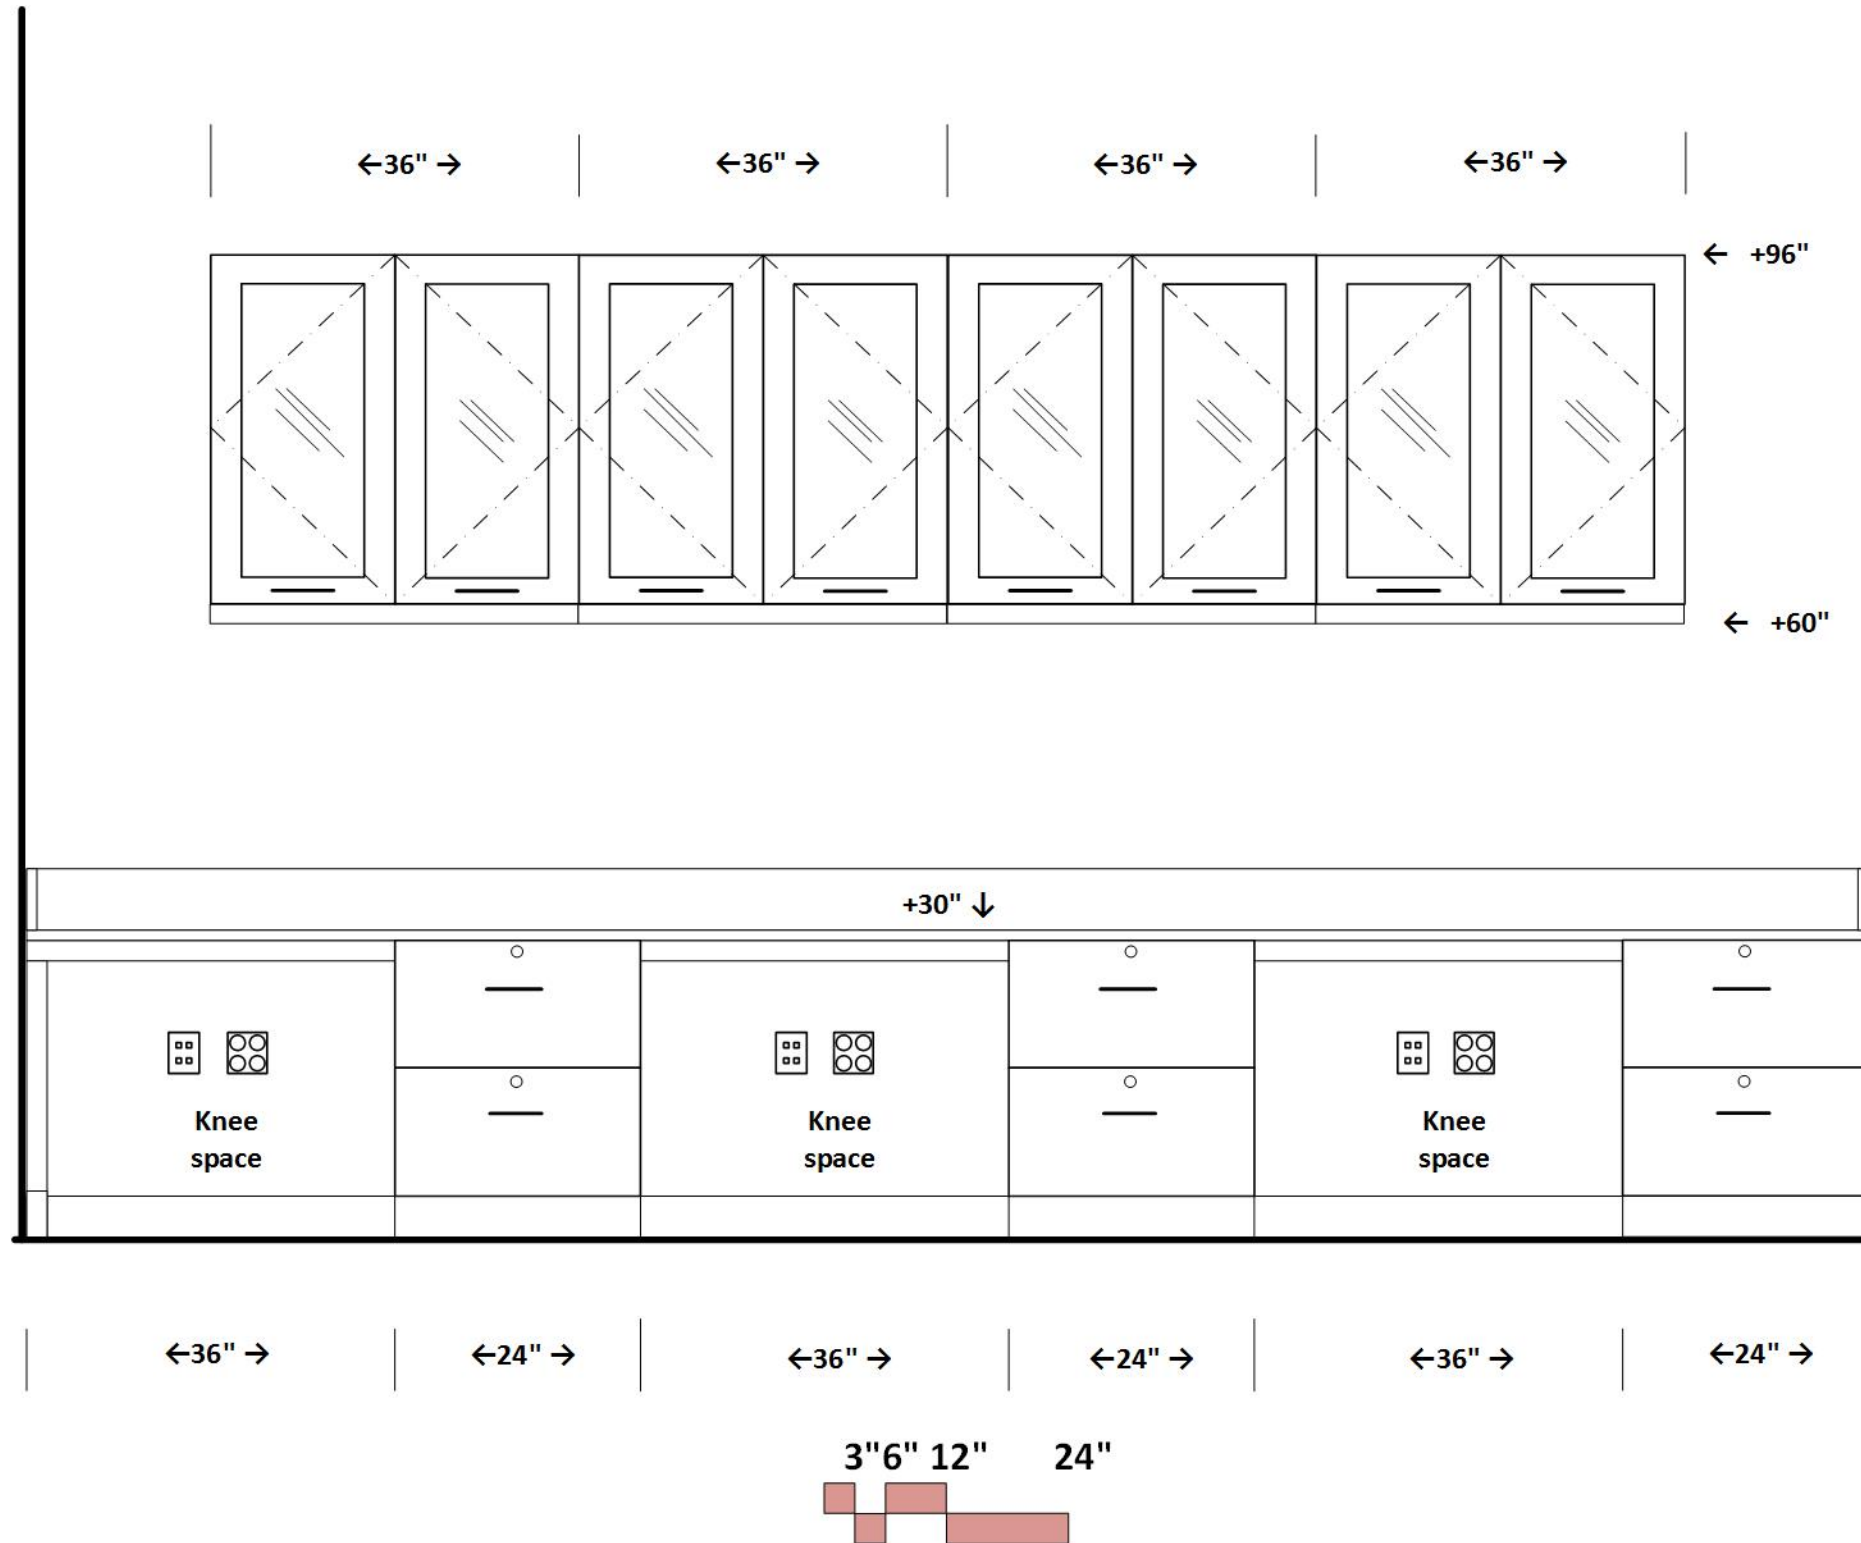 ←36" → ←36" → ←36" → ←36" →
← +96"
← +60"
+30" ↓
Knee Knee Knee
space space space
←36" → ←24" → ←36" → ←24" → ←36" → ←24" →
3"6" 12" 24"